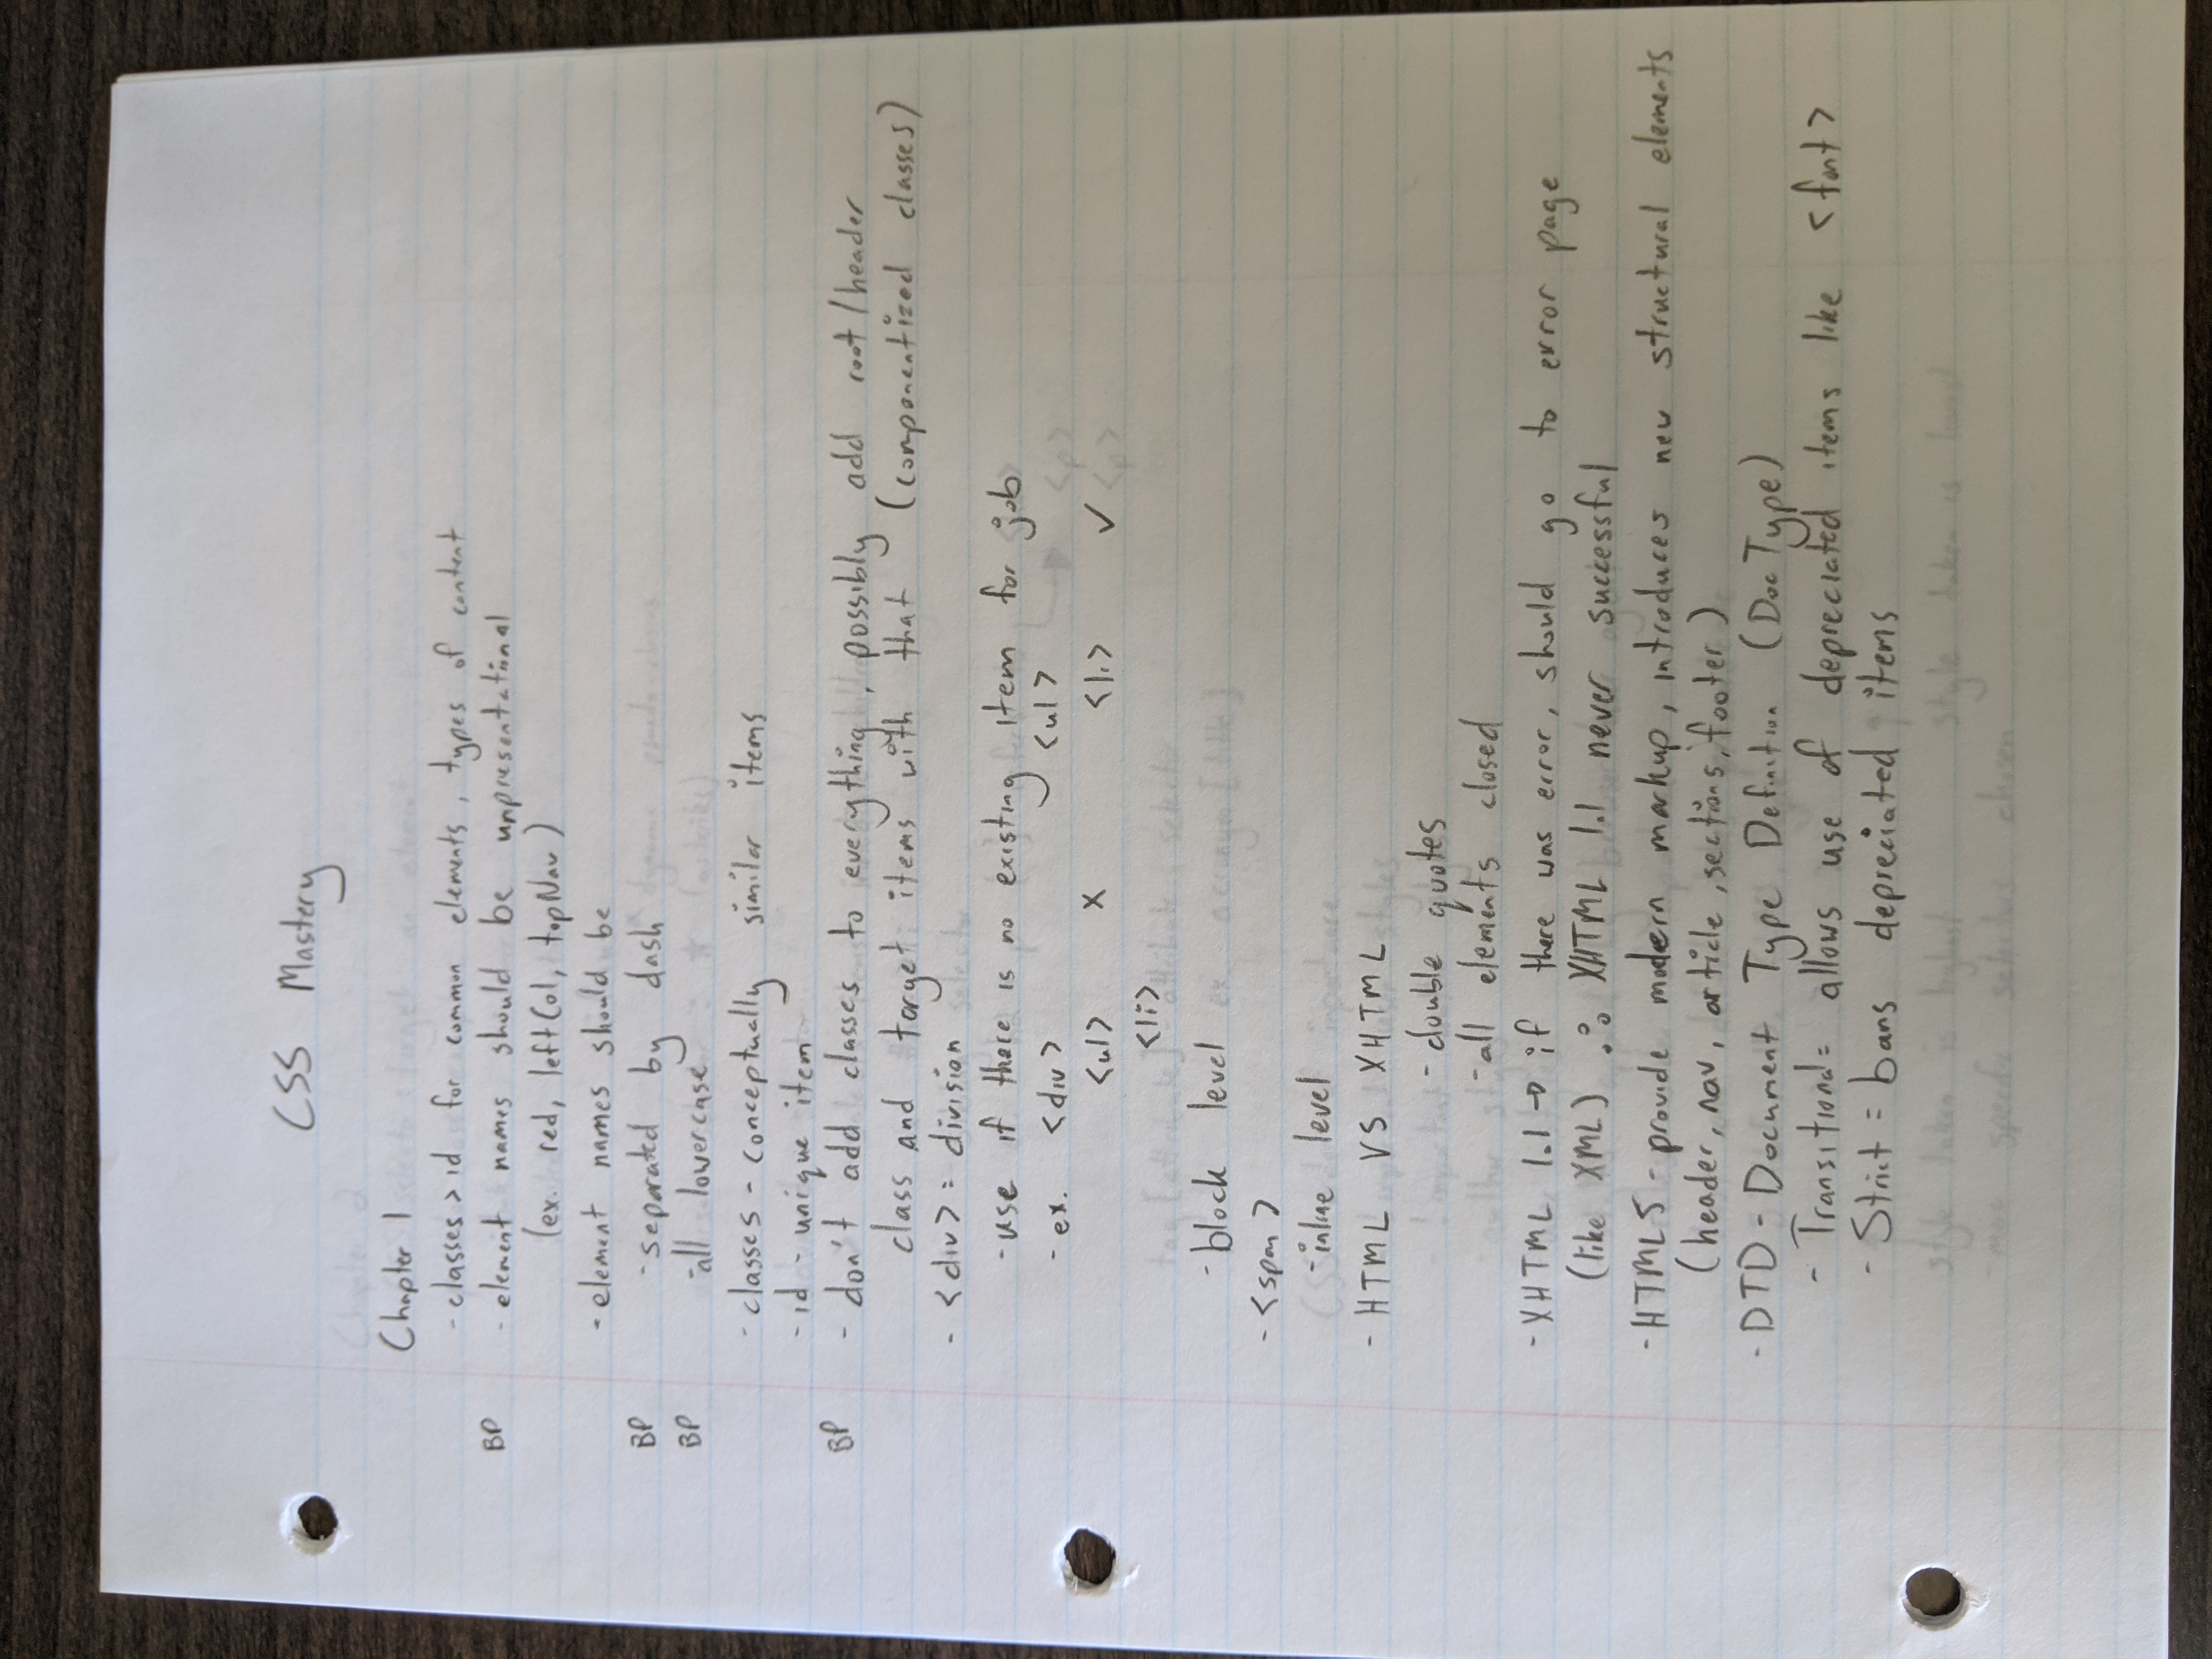 CSS Mastery
Chapter 1
- classes > id for common elements, types of content
BP - element names should be unpresentational
(ex. red, leftCol, topNav)
- element names should be
BP - separated by dash
BP - all lowercase
- classes - conceptually similar items
- id - unique item
BP - don't add classes to everything, possibly add root/header
class and target items with that (componentized classes)
- <div> = division
- use if there is no existing item for job
- ex. <div> <ul>
<ul> x <li> ✓
<li>
- block level
- <span>
- inline level
- HTML VS XHTML
- double quotes
- all elements closed
- XHTML 1.1 → if there was error, should go to error page
(like XML) ∴ XHTML 1.1 never successful
- HTML5 - provide modern markup, introduces new structural elements
(header, nav, article, sections, footer)
- DTD - Document Type Definition (DocType)
- Transitional = allows use of depreciated items like <font>
- Strict = bans depreciated items